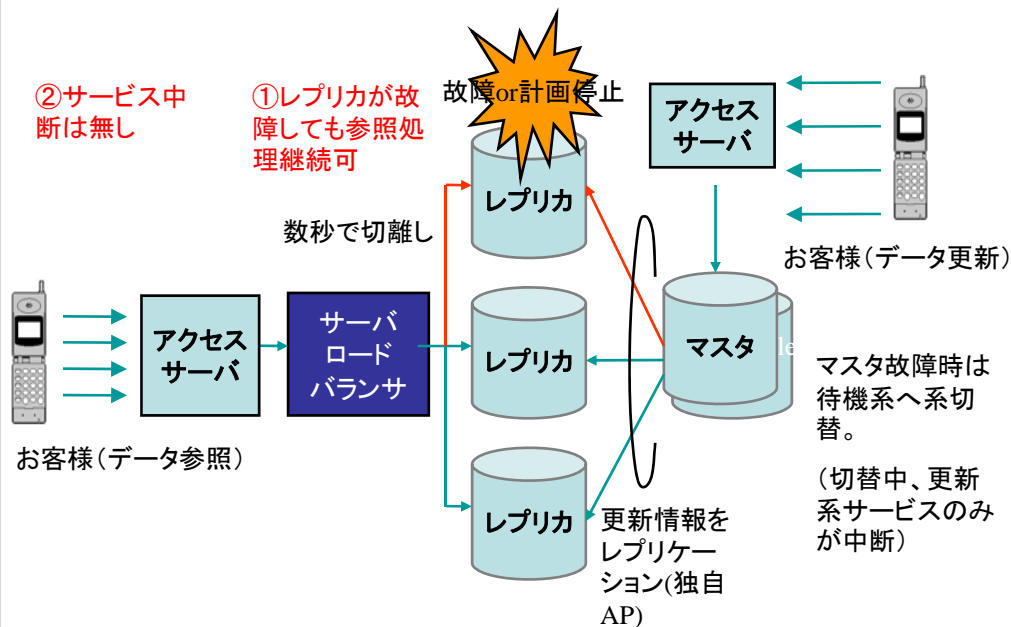 ②サービス中
断は無し
①レプリカが故
障しても参照処
理継続可
故障or計画停止
アクセス
サーバ
レプリカ
数秒で切離し
お客様(データ更新)
アクセス
サーバ
サーバ
ロード
バランサ
レプリカ
マスタ
le
マスタ故障時は
待機系へ系切
替。
お客様(データ参照)
(切替中、更新
系サービスのみ
が中断)
レプリカ
更新情報を
レプリケー
ション(独自
AP)